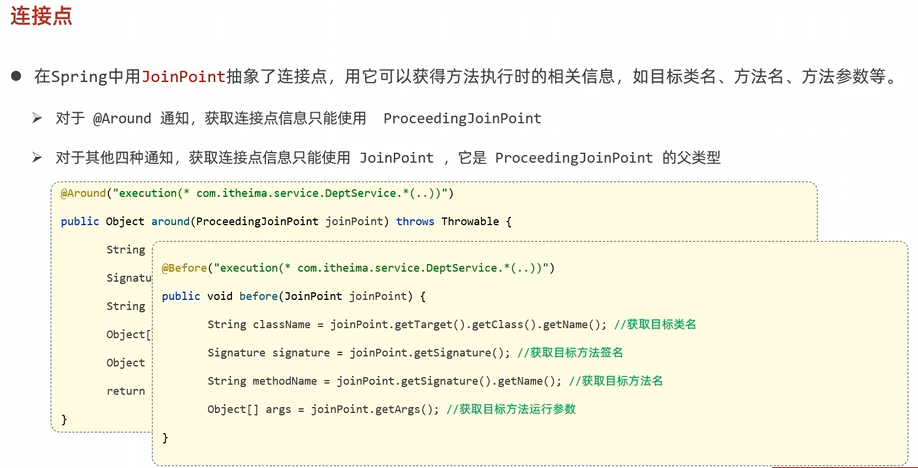 连接点
● 在Spring中用JoinPoint抽象了连接点，用它可以获得方法执行时的相关信息，如目标类名、方法名、方法参数等。
➢ 对于 @Around 通知，获取连接点信息只能使用 ProceedingJoinPoint
➢ 对于其他四种通知，获取连接点信息只能使用 JoinPoint ，它是 ProceedingJoinPoint 的父类型
@Around("execution(* com.itheima.service.DeptService.*(..))")
public Object around(ProceedingJoinPoint joinPoint) throws Throwable {
String
Signatu
String
Object[
Object
return
}
@Before("execution(* com.itheima.service.DeptService.*(..))")
public void before(JoinPoint joinPoint) {
String className = joinPoint.getTarget().getClass().getName(); //获取目标类名
Signature signature = joinPoint.getSignature(); //获取目标方法签名
String methodName = joinPoint.getSignature().getName(); //获取目标方法名
Object[] args = joinPoint.getArgs(); //获取目标方法运行参数
}